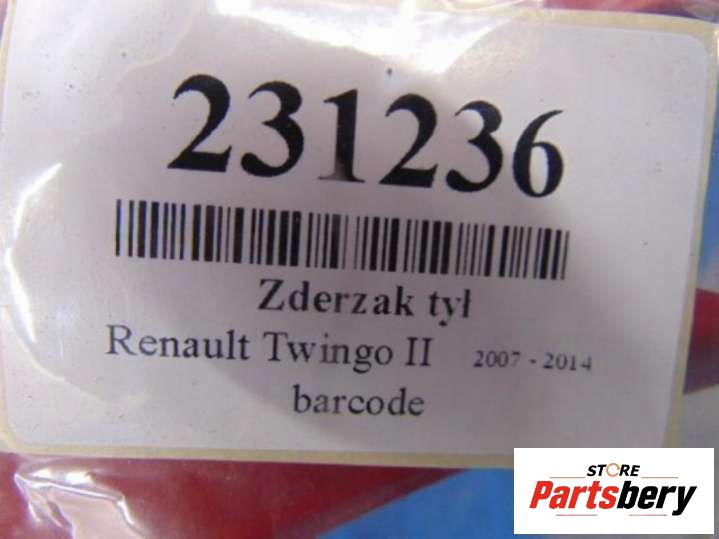 231236
Zderzak tył
Renault Twingo II 2007 - 2014
barcode
STORE
Partsbery